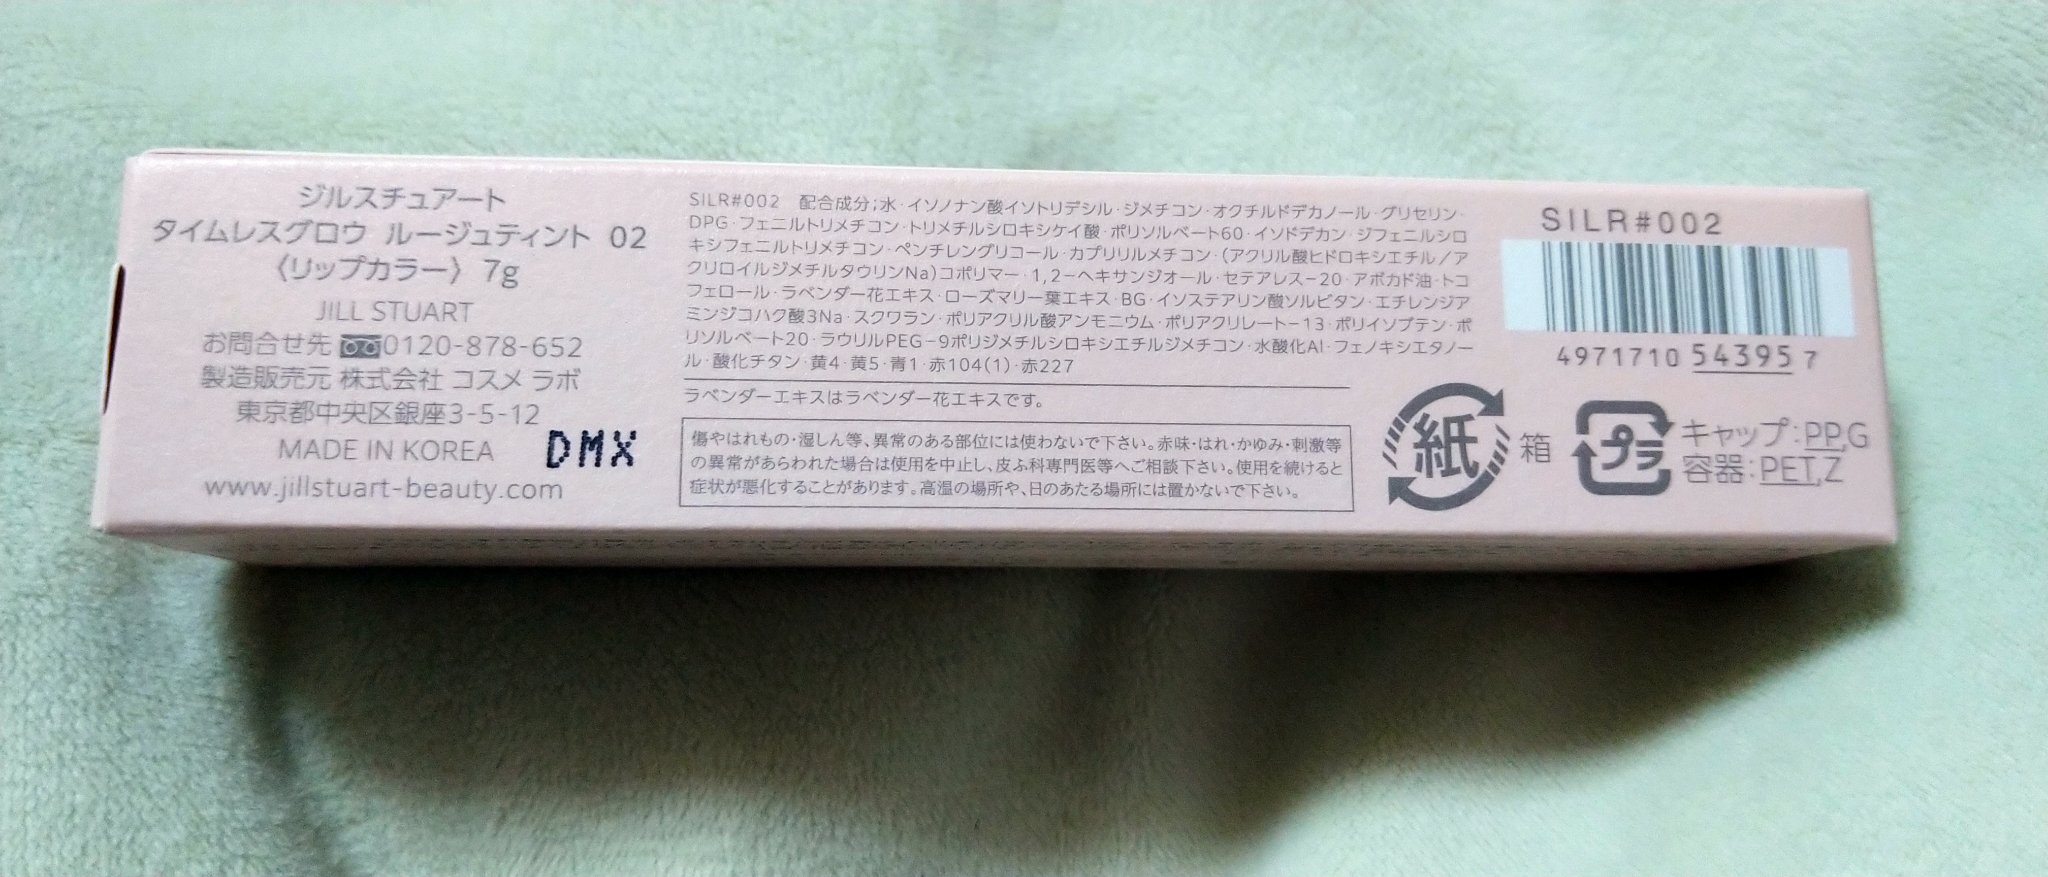 ジルスチュアート
タイムレスグロウ ルージュティント 02
〈リップカラー〉 7g
JILL STUART
お問合せ先 0120-878-652
製造販売元 株式会社 コスメ ラボ
東京都中央区銀座3-5-12
MADE IN KOREA
DMX
www.jillstuart-beauty.com
SILR#002 配合成分;水・イソノナン酸イソトリデシル・ジメチコン・オクチルドデカノール・グリセリン・
DPG・フェニルトリメチコン・トリメチルシロキシケイ酸・ポリソルベート60・イソドデカン・ジフェニルシロ
キシフェニルトリメチコン・ペンチレングリコール・カプリリルメチコン・(アクリル酸ヒドロキシエチル/ア
クリロイルジメチルタウリンNa)コポリマー・1,2-ヘキサンジオール・セテアレス-20・アボカド油・トコ
フェロール・ラベンダー花エキス・ローズマリー葉エキス・BG・イソステアリン酸ソルビタン・エチレンジア
ミンジコハク酸3Na・スクワラン・ポリアクリル酸アンモニウム・ポリアクリレート-13・ポリイソブテン・ポ
リソルベート20・ラウリルPEG-9ポリジメチルシロキシエチルジメチコン・水酸化Al・フェノキシエタノー
ル・酸化チタン・黄4・黄5・青1・赤104(1)・赤227
ラベンダーエキスはラベンダー花エキスです。
傷やはれもの・湿しん等、異常のある部位には使わないで下さい。赤味・はれ・かゆみ・刺激等
の異常があらわれた場合は使用を中止し、皮ふ科専門医等へご相談下さい。使用を続けると
症状が悪化することがあります。高温の場所や、日のあたる場所には置かないで下さい。
SILR#002
4971710 543957
紙 箱
プラ キャップ:PP,G
容器:PET,Z